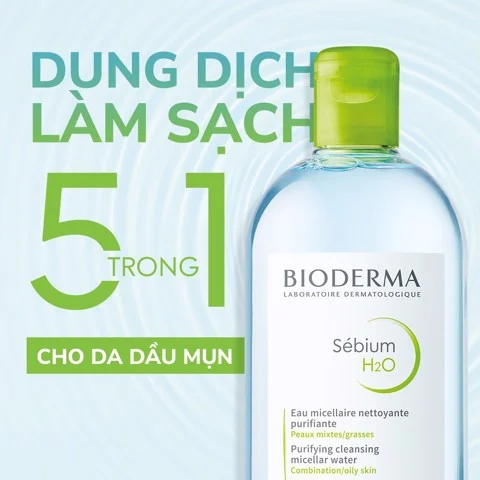 DUNG DỊCH
LÀM SẠCH
5 TRONG 1
CHO DA DẦU MỤN
BIODERMA
LABORATOIRE DERMATOLOGIQUE
Sébium
H2O
Eau micellaire nettoyante
purifiante
Peaux mixtes/grasses
Purifying cleansing
micellar water
Combination/oily skin